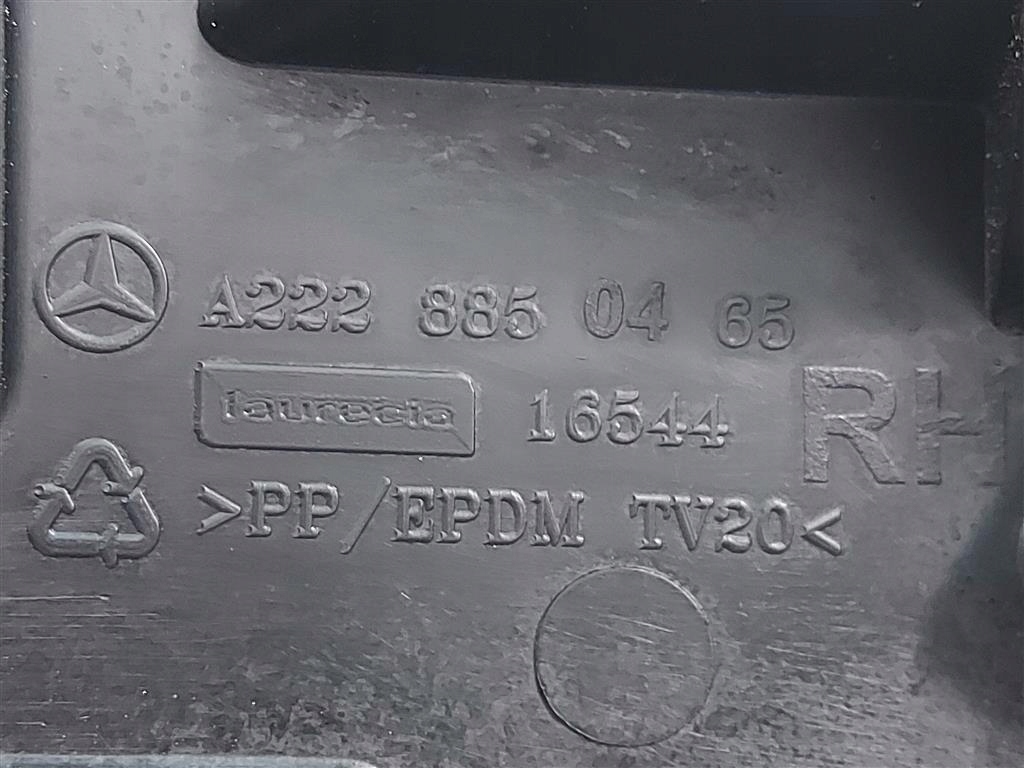 A222 885 04 65
faurecia 16544 RH
>PP/EPDM TV20<